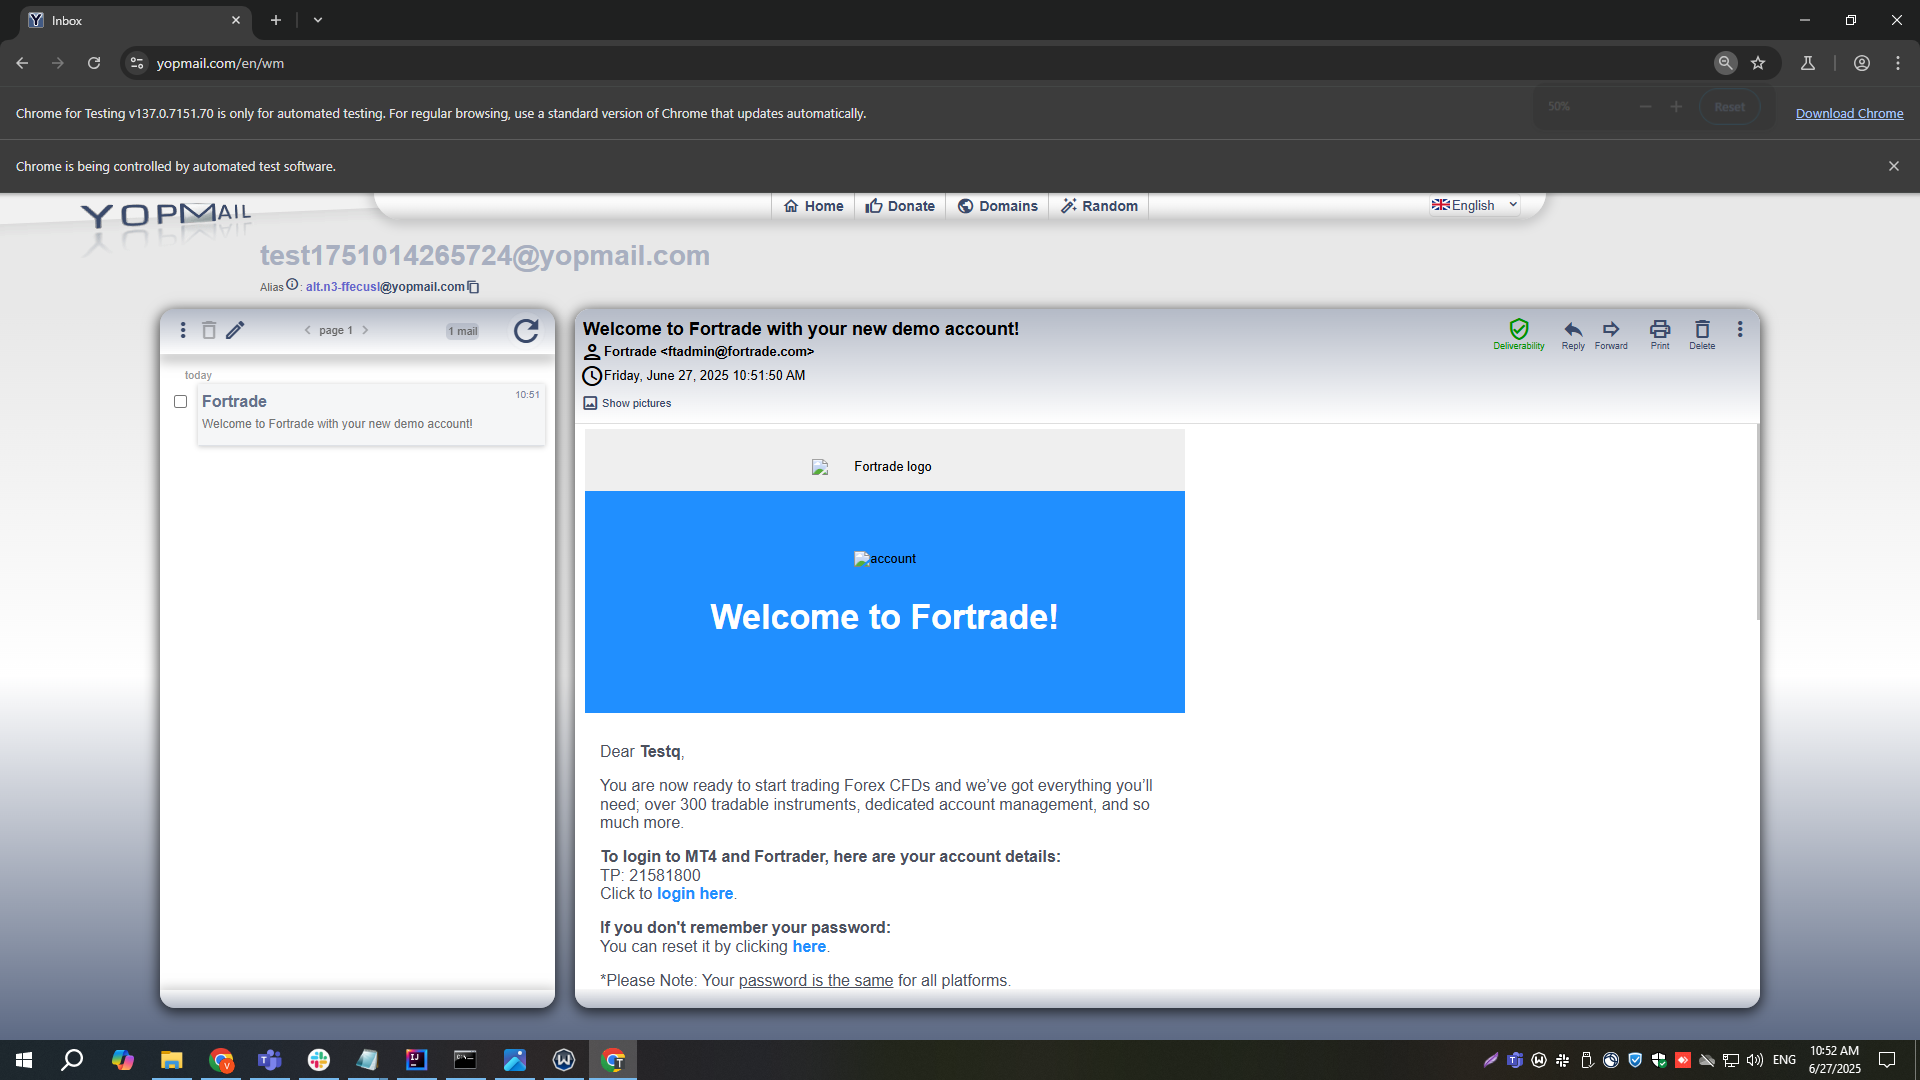 Inbox
yopmail.com/en/wm
Chrome for Testing v137.0.7151.70 is only for automated testing. For regular browsing, use a standard version of Chrome that updates automatically.
50%
Reset
Download Chrome
Chrome is being controlled by automated test software.
YOPMAIL
Home
Donate
Domains
Random
English
test1751014265724@yopmail.com
Alias : alt.n3-ffecusl@yopmail.com
page 1
1 mail
today
Fortrade
10:51
Welcome to Fortrade with your new demo account!
Welcome to Fortrade with your new demo account!
Fortrade <ftadmin@fortrade.com>
Friday, June 27, 2025 10:51:50 AM
Show pictures
Deliverability
Reply
Forward
Print
Delete
Fortrade logo
account
Welcome to Fortrade!
Dear Testq,
You are now ready to start trading Forex CFDs and we’ve got everything you’ll
need; over 300 tradable instruments, dedicated account management, and so
much more.
To login to MT4 and Fortrader, here are your account details:
TP: 21581800
Click to login here.
If you don't remember your password:
You can reset it by clicking here.
*Please Note: Your password is the same for all platforms.
ENG
10:52 AM
6/27/2025